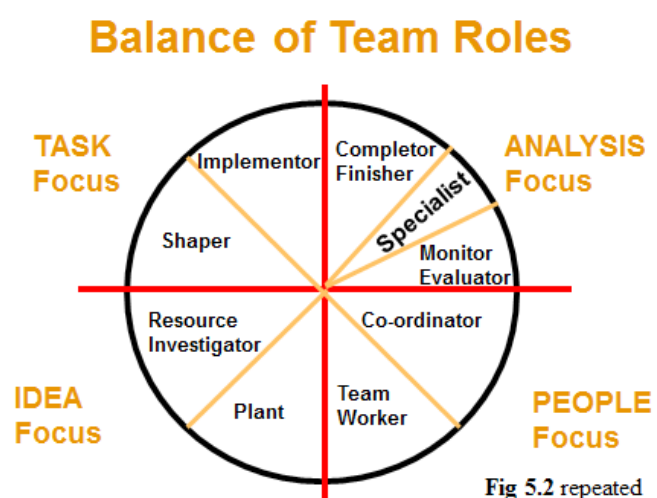 Balance of Team Roles
TASK
Focus
Implementor
Completor
Finisher
ANALYSIS
Focus
Specialist
Shaper
Monitor
Evaluator
Resource
Investigator
Co-ordinator
IDEA
Focus
Plant
Team
Worker
PEOPLE
Focus
Fig 5.2 repeated